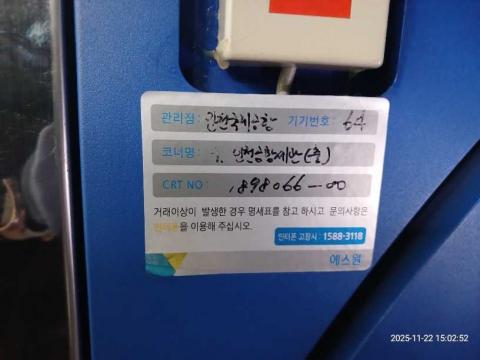 관리점: 인천국제공항 기기번호: 64
코너명: 인천공항제2번(출)
CRT NO: 898066-00
거래이상이 발생한 경우 명세표를 참고 하시고 문의사항은
인터폰을 이용해 주십시오.
인터폰 고장시: 1588-3118
에스원
2025-11-22 15:02:52